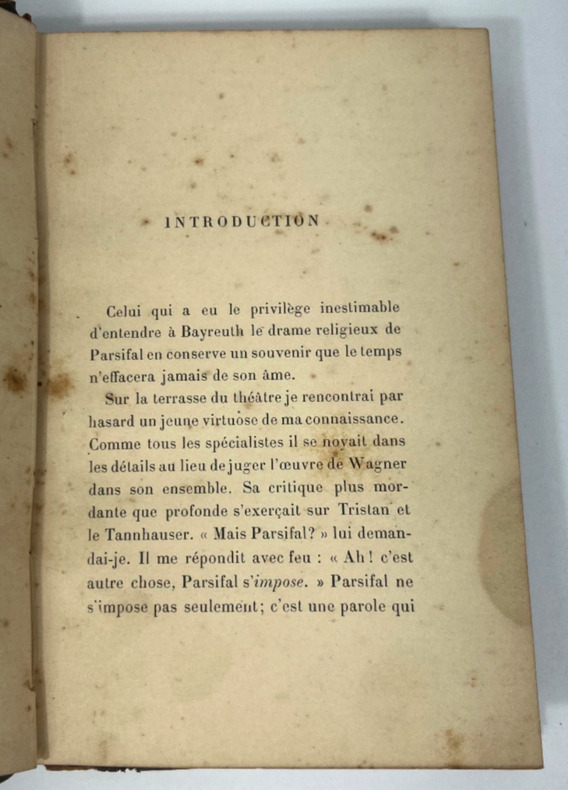 INTRODUCTION
Celui qui a eu le privilège inestimable
d'entendre à Bayreuth le drame religieux de
Parsifal en conserve un souvenir que le temps
n'effacera jamais de son âme.
Sur la terrasse du théâtre je rencontrai par
hasard un jeune virtuose de ma connaissance.
Comme tous les spécialistes il se noyait dans
les détails au lieu de juger l'œuvre de Wagner
dans son ensemble. Sa critique plus mor-
dante que profonde s'exerçait sur Tristan et
le Tannhauser. « Mais Parsifal? » lui deman-
dai-je. Il me répondit avec feu : « Ah ! c'est
autre chose, Parsifal s'impose. » Parsifal ne
s'impose pas seulement; c'est une parole qui